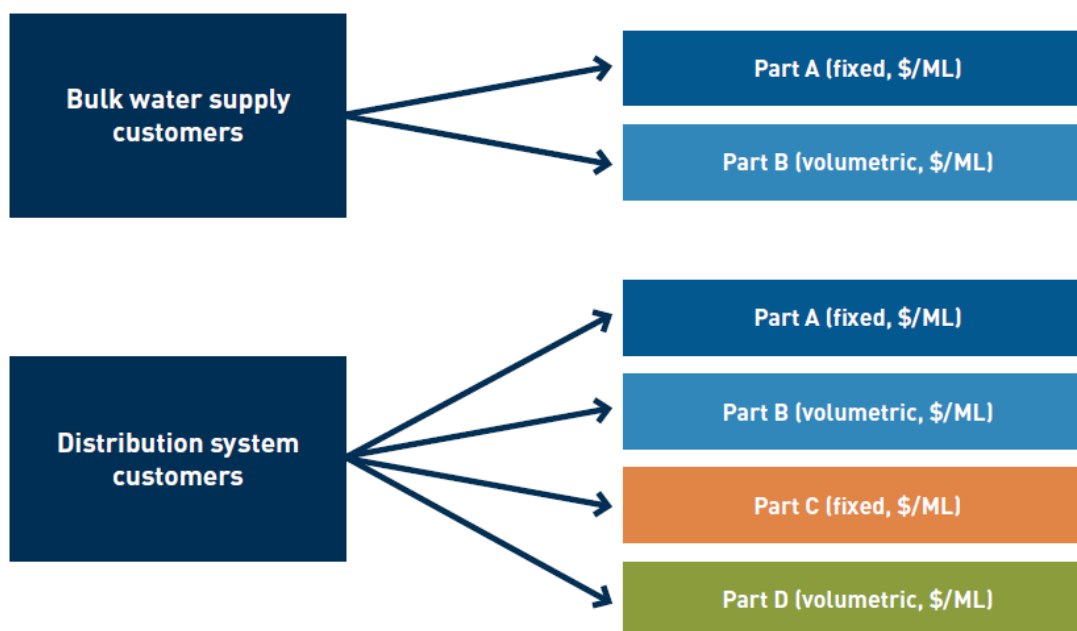 Bulk water supply
customers
Part A (fixed, $/ML)
Part B (volumetric, $/ML)
Distribution system
customers
Part A (fixed, $/ML)
Part B (volumetric, $/ML)
Part C (fixed, $/ML)
Part D (volumetric, $/ML)